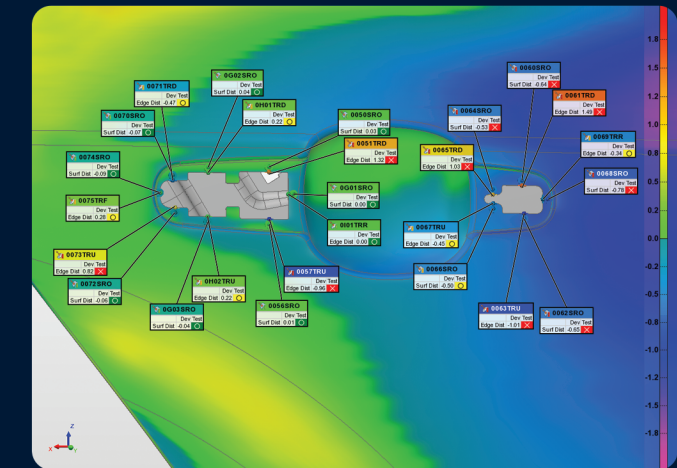 0071TRD
Dev Test
Edge Dist -0.47
0G02SRO
Dev Test
Surf Dist 0.04
0H01TRD
Dev Test
Edge Dist 0.22
0070SRO
Dev Test
Surf Dist -0.07
0074SRO
Dev Test
Surf Dist -0.09
0075TRF
Dev Test
Edge Dist 0.28
0073TRU
Dev Test
Edge Dist 0.82
0072SRO
Dev Test
Surf Dist -0.06
0G03SRO
Dev Test
Surf Dist -0.04
0H02TRU
Dev Test
Edge Dist 0.22
0056SRO
Dev Test
Surf Dist 0.01
0057TRU
Dev Test
Edge Dist -0.96
0050SRO
Dev Test
Surf Dist 0.03
0051TRD
Dev Test
Edge Dist 1.32
0G01SRO
Dev Test
Surf Dist 0.00
0I01TRR
Dev Test
Edge Dist 0.00
0060SRO
Dev Test
Surf Dist -0.64
0061TRD
Dev Test
Edge Dist 1.49
0064SRO
Dev Test
Surf Dist -0.53
0065TRD
Dev Test
Edge Dist 1.03
0069TRR
Dev Test
Edge Dist -0.34
0068SRO
Dev Test
Surf Dist -0.78
0067TRU
Dev Test
Edge Dist -0.45
0066SRO
Dev Test
Surf Dist -0.50
0063TRU
Dev Test
Edge Dist -1.01
0062SRO
Dev Test
Surf Dist -0.65
1.8
1.5
1.2
1.0
0.8
0.5
0.2
0.0
-0.2
-0.5
-0.8
-1.0
-1.2
-1.5
-1.8
Z
X
Y